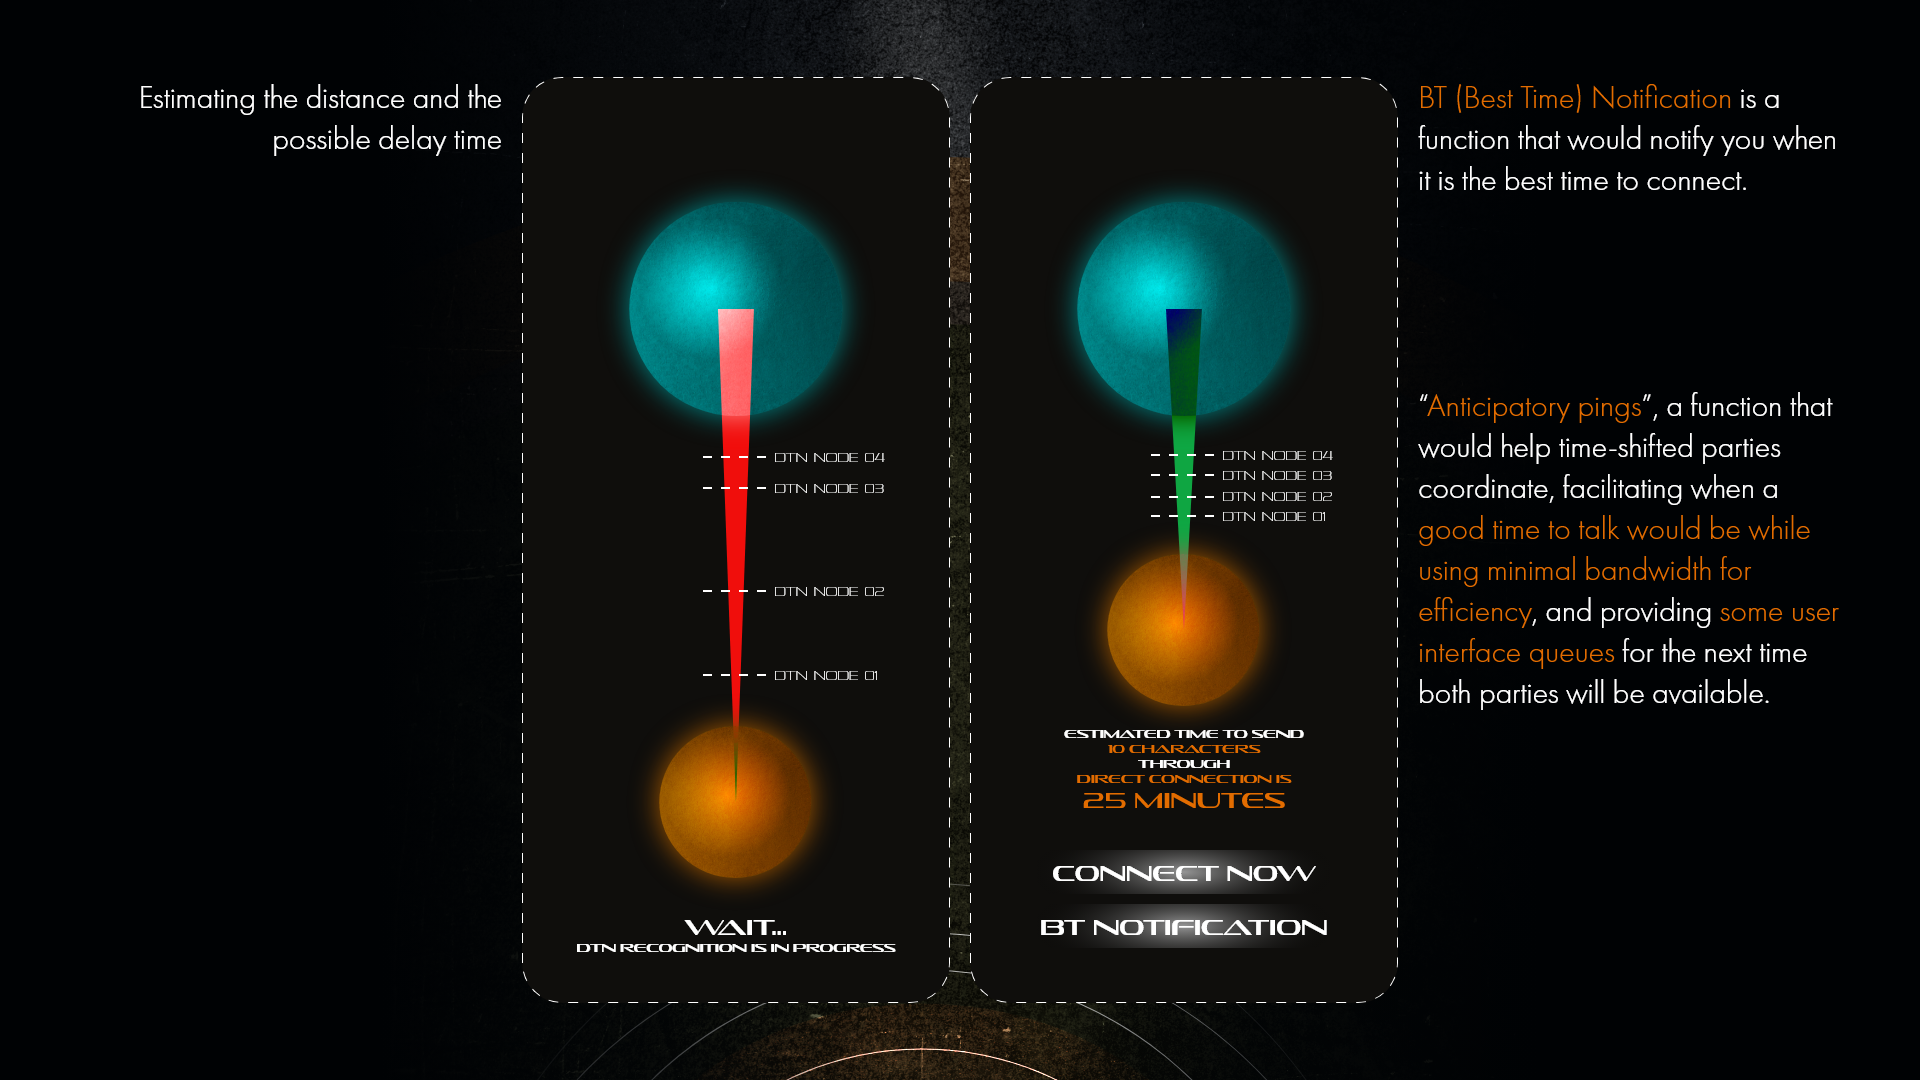 Estimating the distance and the
possible delay time
DTN NODE 04
DTN NODE 03
DTN NODE 02
DTN NODE 01
WAIT...
DTN RECOGNITION IS IN PROGRESS
DTN NODE 04
DTN NODE 03
DTN NODE 02
DTN NODE 01
ESTIMATED TIME TO SEND
10 CHARACTERS
THROUGH
DIRECT CONNECTION IS
25 MINUTES
CONNECT NOW
BT NOTIFICATION
BT (Best Time) Notification is a
function that would notify you when
it is the best time to connect.
“Anticipatory pings”, a function that
would help time-shifted parties
coordinate, facilitating when a
good time to talk would be while
using minimal bandwidth for
efficiency, and providing some user
interface queues for the next time
both parties will be available.